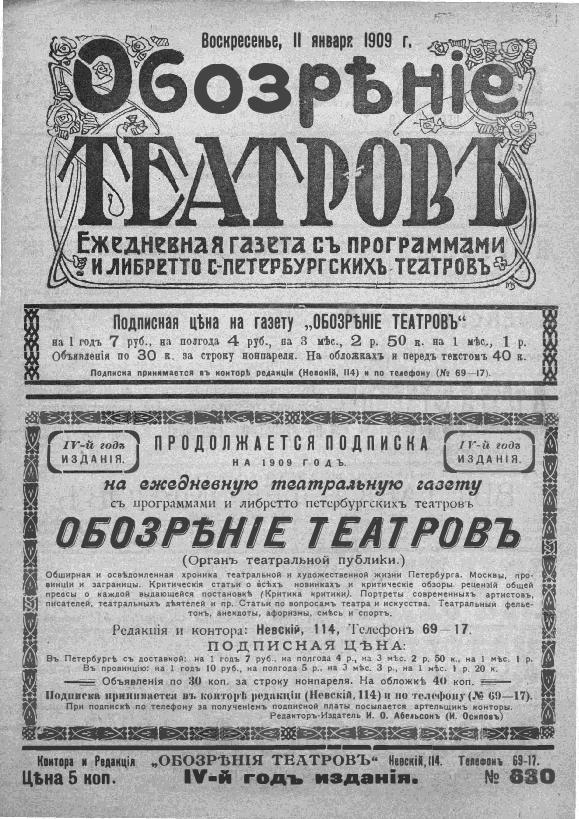 Воскресенье, 11 января 1909 г.
Обозрѣніе
ТЕАТРОВЪ
Ежедневная газета съ программами
и либретто С-Петербургскихъ театровъ
Подписная цѣна на газету „ОБОЗРѢНІЕ ТЕАТРОВЪ“
на 1 годъ 7 руб., на полгода 4 руб., на 3 мѣс., 2 р. 50 к. на 1 мѣс., 1 р.
Объявленія по 30 к. за строку нонпареля. На обложкахъ и передъ текстомъ 40 к.
Подписка принимается въ конторѣ редакціи (Невскій, 114) и по телефону (№ 69—17).
IV-й годъ
ИЗДАНІЯ.
ПРОДОЛЖАЕТСЯ ПОДПИСКА
НА 1909 ГОДЪ.
IV-й годъ
ИЗДАНІЯ.
на ежедневную театральную газету
съ программами и либретто петербургскихъ театровъ
ОБОЗРѢНІЕ ТЕАТРОВЪ
(Органъ театральной публики.)
Обширная и освѣдомленная хроника театральной и художественной жизни Петербурга. Москвы, про-
винціи и заграницы. Критическія статьи о всѣхъ новинкахъ и критическіе обзоры рецензій общей
прессы о каждой выдающейся постановкѣ (Критика критики). Портреты современныхъ артистовъ,
писателей, театральныхъ дѣятелей и пр. Статьи по вопросамъ театра и искусства. Театральный фелье-
тонъ, анекдоты, афоризмы, смѣсь и спортъ.
Редакція и контора: Невскій, 114, Телефонъ 69—17.
ПОДПИСНАЯ ЦѢНА:
Въ Петербургѣ съ доставкой: на 1 годъ 7 руб., на полгода 4 р., на 3 мѣс. 2 р. 50 к., на 1 мѣс. 1 р.
Въ провинцію: на 1 годъ 10 руб., на полгода 5 р., на 3 мѣс. 3 р., на 1 мѣс. 1 р. 20 к.
Объявленія по 30 коп. за строку нонпареля. На обложкѣ 40 коп.
Подписка принимается въ конторѣ редакціи (Невскій, 114) и по телефону (№ 69—17).
При подпискѣ по телефону за полученіемъ подписной платы посылается артельщикъ конторы.
Редакторъ-Издатель И. О. Абельсонъ (И. Осиповъ)
Контора и Редакція „ОБОЗРѢНІЯ ТЕАТРОВЪ“ Невскій, 114. Телефонъ 69-17.
Цѣна 5 коп. IV-й годъ изданія. № 630